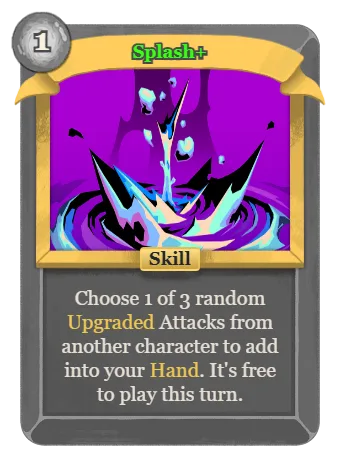 1
Splash+
Skill
Choose 1 of 3 random
Upgraded Attacks from
another character to add
into your Hand. It's free
to play this turn.